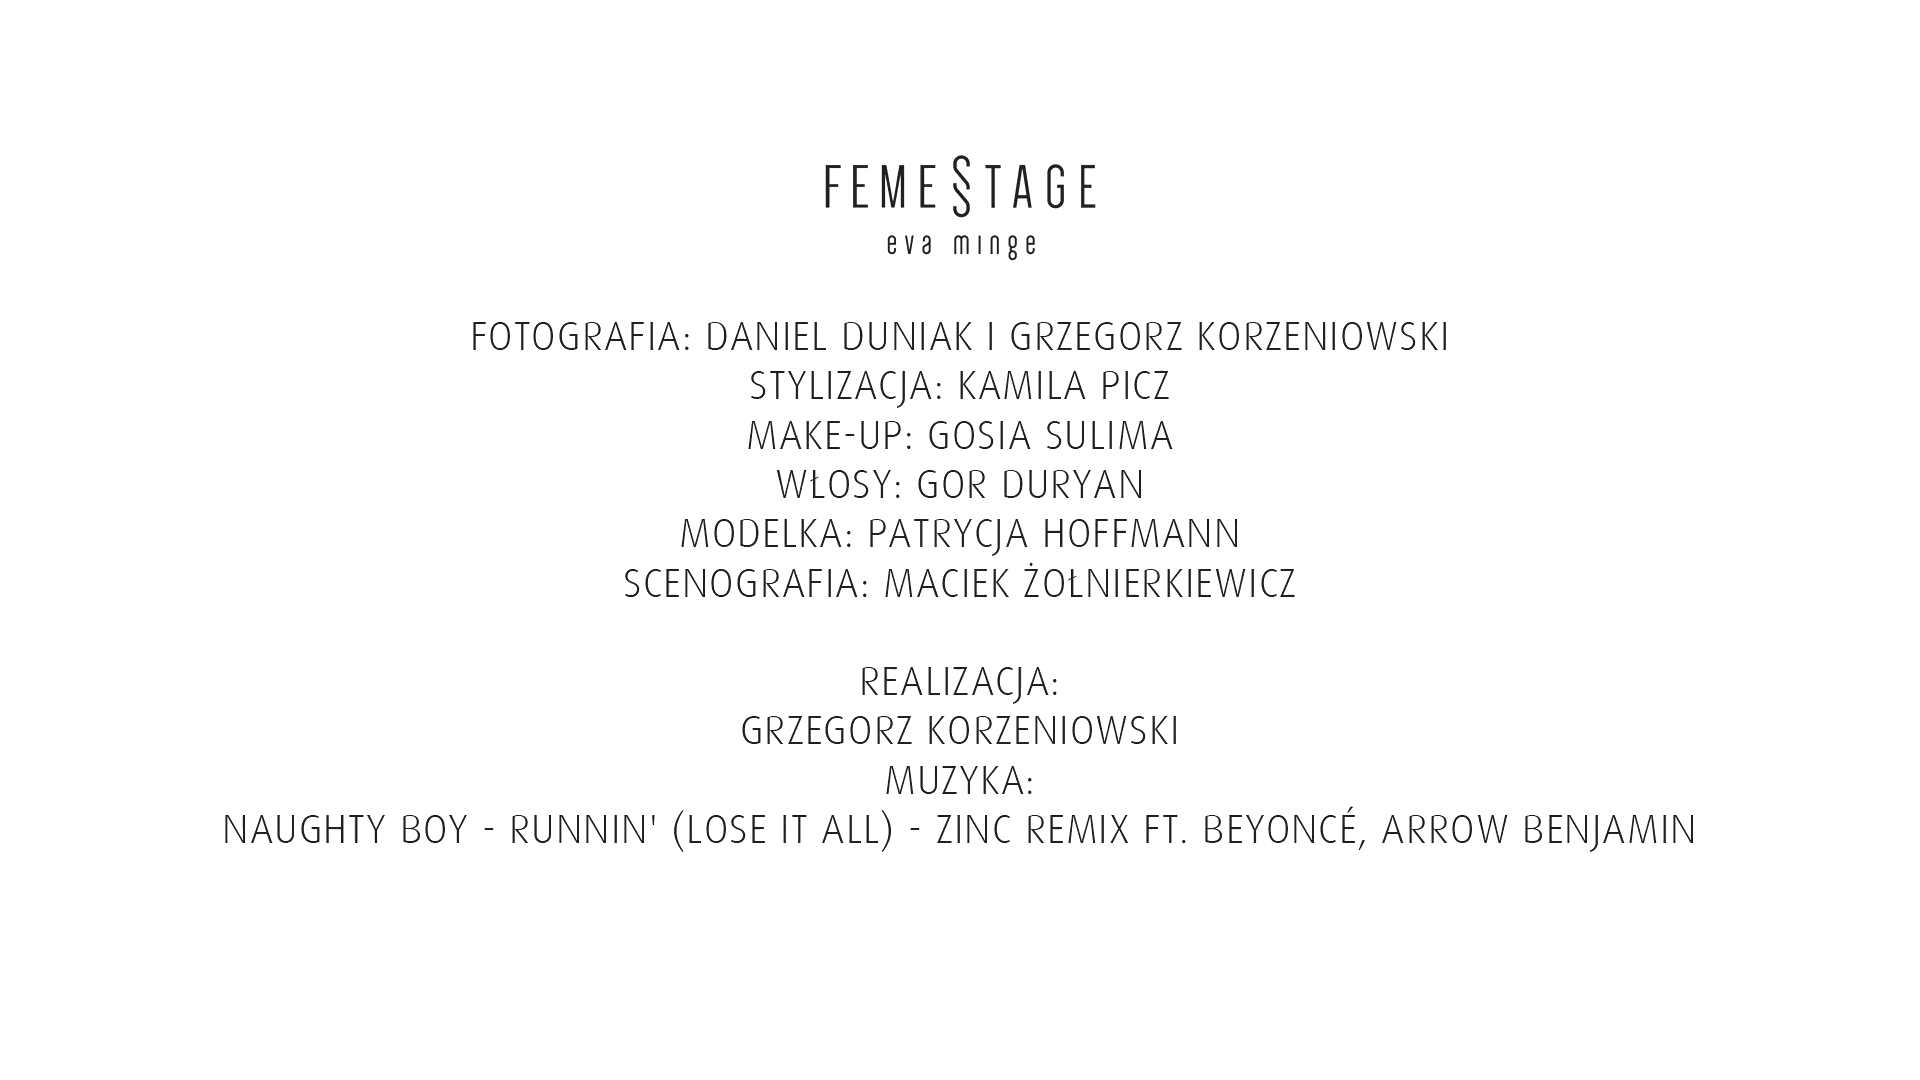 FEMESTAGE
eva minge
FOTOGRAFIA: DANIEL DUNIAK I GRZEGORZ KORZENIOWSKI
STYLIZACJA: KAMILA PICZ
MAKE-UP: GOSIA SULIMA
WŁOSY: GOR DURYAN
MODELKA: PATRYCJA HOFFMANN
SCENOGRAFIA: MACIEK ŻOŁNIERKIEWICZ
REALIZACJA:
GRZEGORZ KORZENIOWSKI
MUZYKA:
NAUGHTY BOY - RUNNIN' (LOSE IT ALL) - ZINC REMIX FT. BEYONCÉ, ARROW BENJAMIN